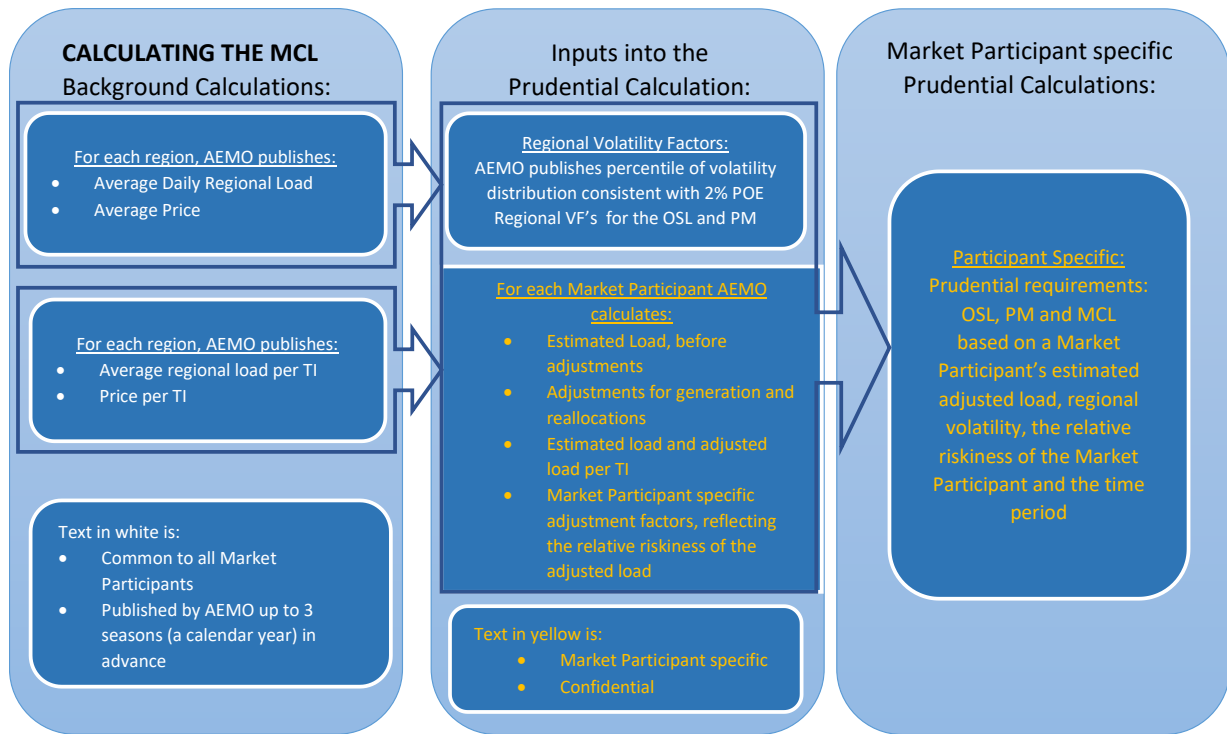 CALCULATING THE MCL
Background Calculations:
For each region, AEMO publishes:
• Average Daily Regional Load
• Average Price
For each region, AEMO publishes:
• Average regional load per TI
• Price per TI
Text in white is:
• Common to all Market
Participants
• Published by AEMO up to 3
seasons (a calendar year) in
advance
Inputs into the
Prudential Calculation:
Regional Volatility Factors:
AEMO publishes percentile of volatility
distribution consistent with 2% POE
Regional VF's for the OSL and PM
For each Market Participant AEMO
calculates:
• Estimated Load, before
adjustments
• Adjustments for generation and
reallocations
• Estimated load and adjusted
load per TI
• Market Participant specific
adjustment factors, reflecting
the relative riskiness of the
adjusted load
Text in yellow is:
• Market Participant specific
• Confidential
Market Participant specific
Prudential Calculations:
Participant Specific:
Prudential requirements:
OSL, PM and MCL
based on a Market
Participant's estimated
adjusted load, regional
volatility, the relative
riskiness of the Market
Participant and the time
period